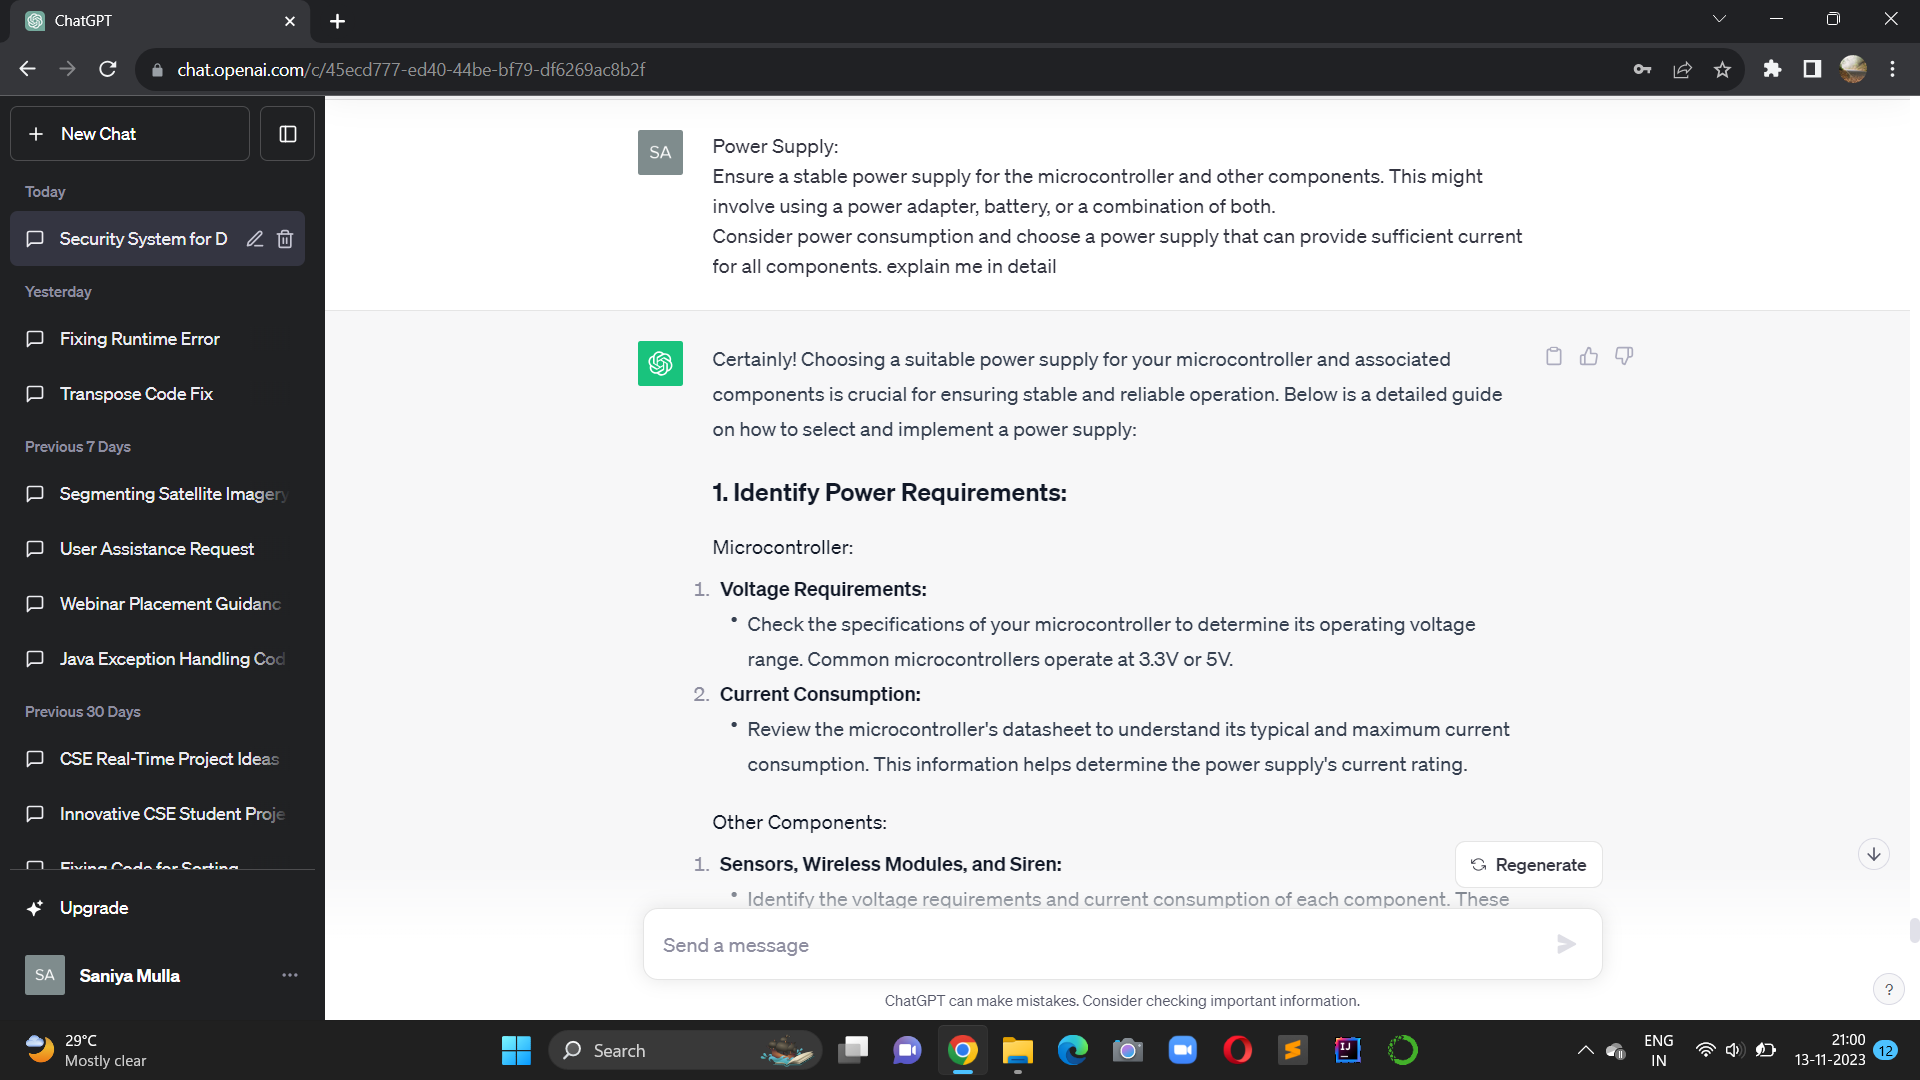 ChatGPT
chat.openai.com/c/45ecd777-ed40-44be-bf79-df6269ac8b2f
New Chat
Today
Security System for D
Yesterday
Fixing Runtime Error
Transpose Code Fix
Previous 7 Days
Segmenting Satellite Imagery
User Assistance Request
Webinar Placement Guidanc
Java Exception Handling Cod
Previous 30 Days
CSE Real-Time Project Ideas
Innovative CSE Student Proje
Fixing Code for Sorting
Upgrade
SA
Saniya Mulla
SA
Power Supply:
Ensure a stable power supply for the microcontroller and other components. This might
involve using a power adapter, battery, or a combination of both.
Consider power consumption and choose a power supply that can provide sufficient current
for all components. explain me in detail
Certainly! Choosing a suitable power supply for your microcontroller and associated
components is crucial for ensuring stable and reliable operation. Below is a detailed guide
on how to select and implement a power supply:
1. Identify Power Requirements:
Microcontroller:
1. Voltage Requirements:
• Check the specifications of your microcontroller to determine its operating voltage
range. Common microcontrollers operate at 3.3V or 5V.
2. Current Consumption:
• Review the microcontroller's datasheet to understand its typical and maximum current
consumption. This information helps determine the power supply's current rating.
Other Components:
1. Sensors, Wireless Modules, and Siren:
• Identify the voltage requirements and current consumption of each component. These
Regenerate
Send a message
ChatGPT can make mistakes. Consider checking important information.
?
29°C
Mostly clear
Search
IJ
ENG
IN
21:00
13-11-2023
12